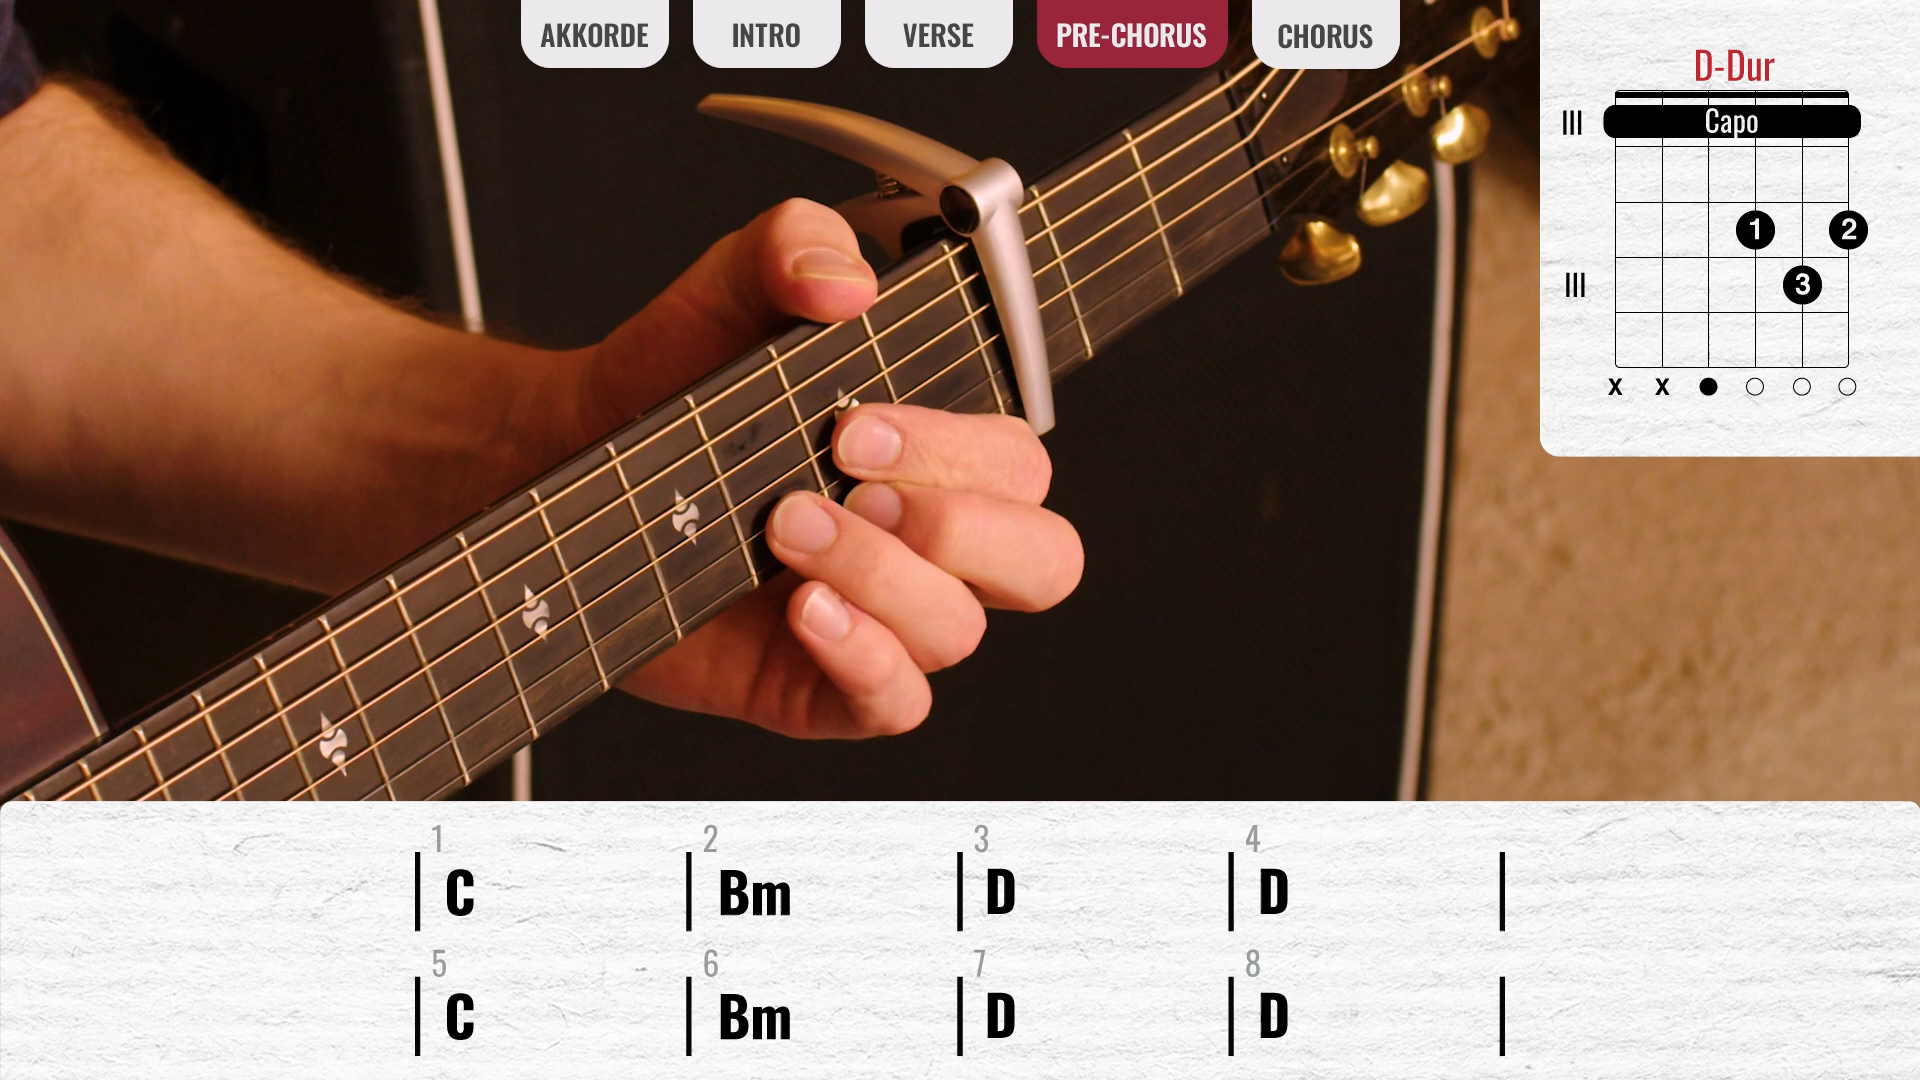 AKKORDE INTRO VERSE PRE-CHORUS CHORUS
D-Dur
III Capo
1 2
III 3
x x
1 2 3 4
C Bm D D
5 6 7 8
C Bm D D